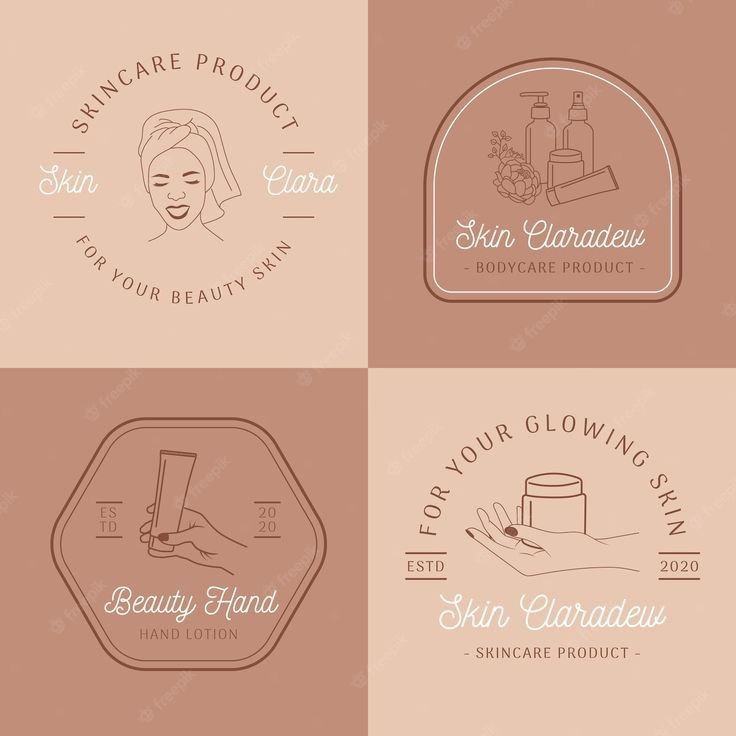 SKINCARE PRODUCT
Skin Clara
FOR YOUR BEAUTY SKIN
Skin Claradew
- BODYCARE PRODUCT -
ES
TD
20
20
Beauty Hand
HAND LOTION
FOR YOUR GLOWING SKIN
ESTD 2020
Skin Claradew
- SKINCARE PRODUCT -
freepik